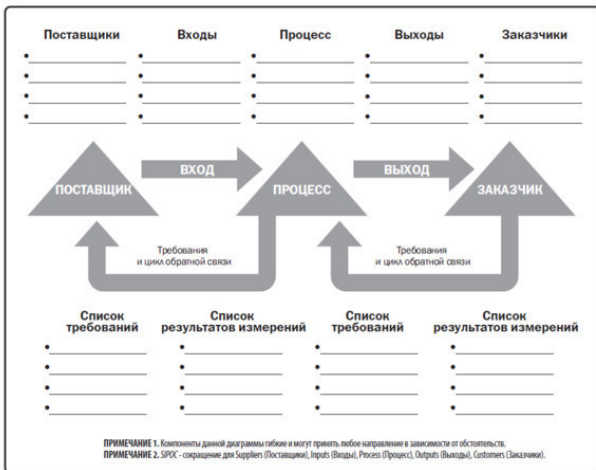 Поставщики Входы Процесс Выходы Заказчики
ПОСТАВЩИК ВХОД ПРОЦЕСС ВЫХОД ЗАКАЗЧИК
Требования
и цикл обратной связи
Требования
и цикл обратной связи
Список
требований
Список
результатов измерений
Список
требований
Список
результатов измерений
ПРИМЕЧАНИЕ 1. Компоненты данной диаграммы гибкие и могут принять любое направление в зависимости от обстоятельств.
ПРИМЕЧАНИЕ 2. SIPOC - сокращение для Suppliers (Поставщики), Inputs (Входы), Process (Процесс), Outputs (Выходы), Customers (Заказчики).